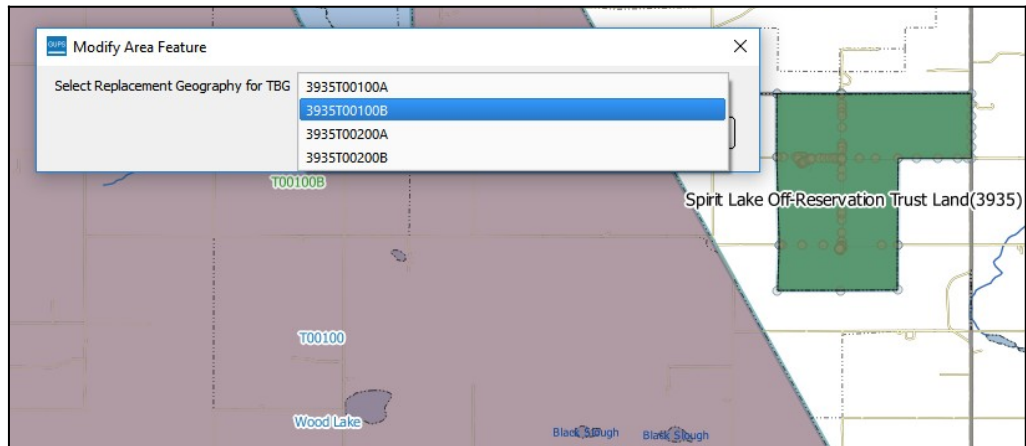 GUPS Modify Area Feature
Select Replacement Geography for TBG
3935T00100A
3935T00100B
3935T00200A
3935T00200B
T00100B
Spirit Lake Off-Reservation Trust Land(3935)
T00100
Wood Lake
Black Slough
Black Slough